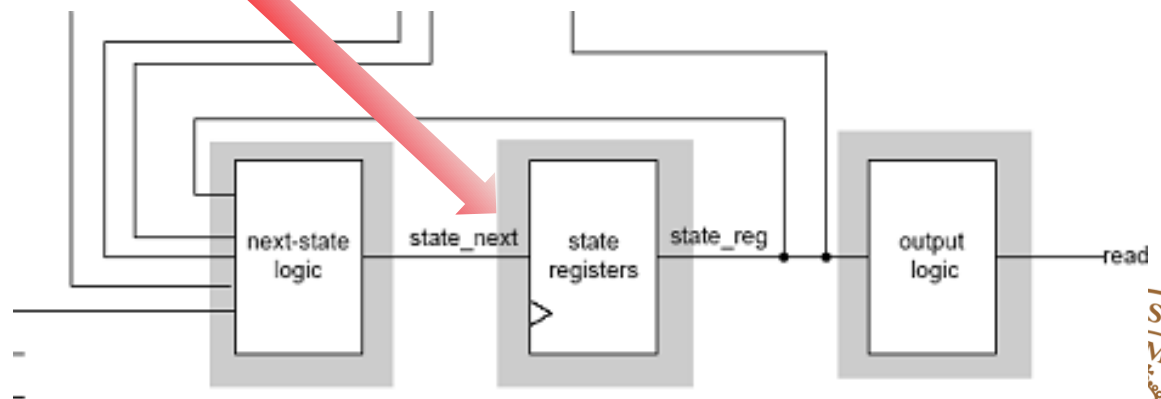 next-state
logic
state_next
state
registers
state_reg
output
logic
read